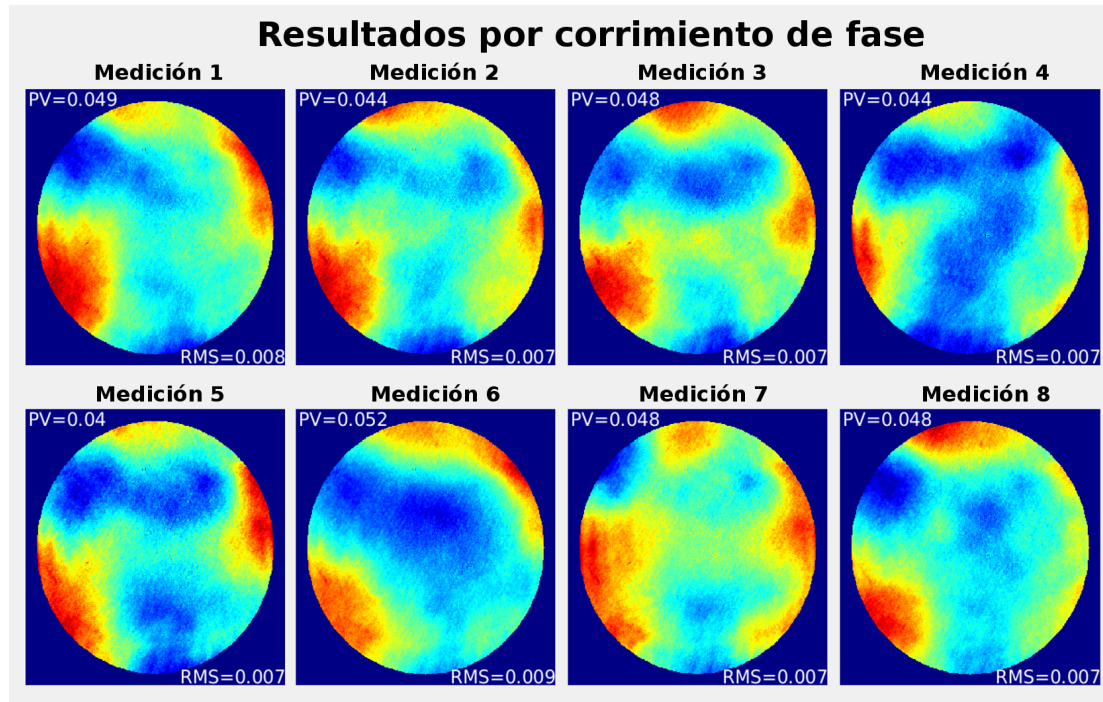 Resultados por corrimiento de fase
Medición 1
PV=0.049
RMS=0.008
Medición 2
PV=0.044
RMS=0.007
Medición 3
PV=0.048
RMS=0.007
Medición 4
PV=0.044
RMS=0.007
Medición 5
PV=0.04
RMS=0.007
Medición 6
PV=0.052
RMS=0.009
Medición 7
PV=0.048
RMS=0.007
Medición 8
PV=0.048
RMS=0.007